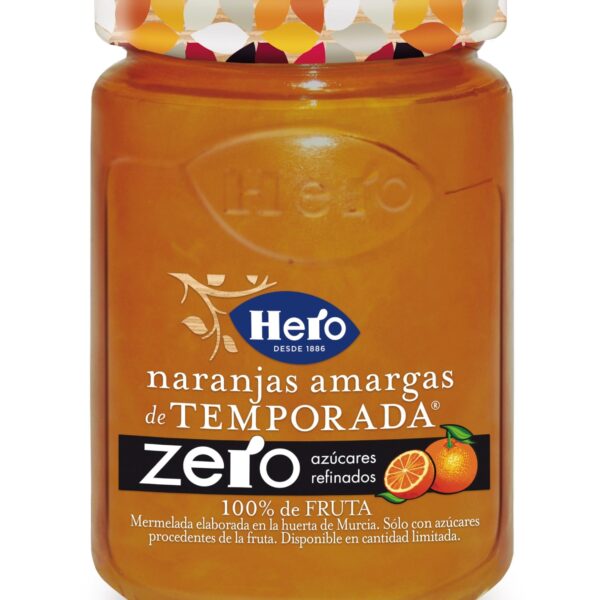 Hero
Hero
DESDE 1886
naranjas amargas
de TEMPORADA®
zero azúcares
refinados
100% de FRUTA
Mermelada elaborada en la huerta de Murcia. Sólo con azúcares
procedentes de la fruta. Disponible en cantidad limitada.